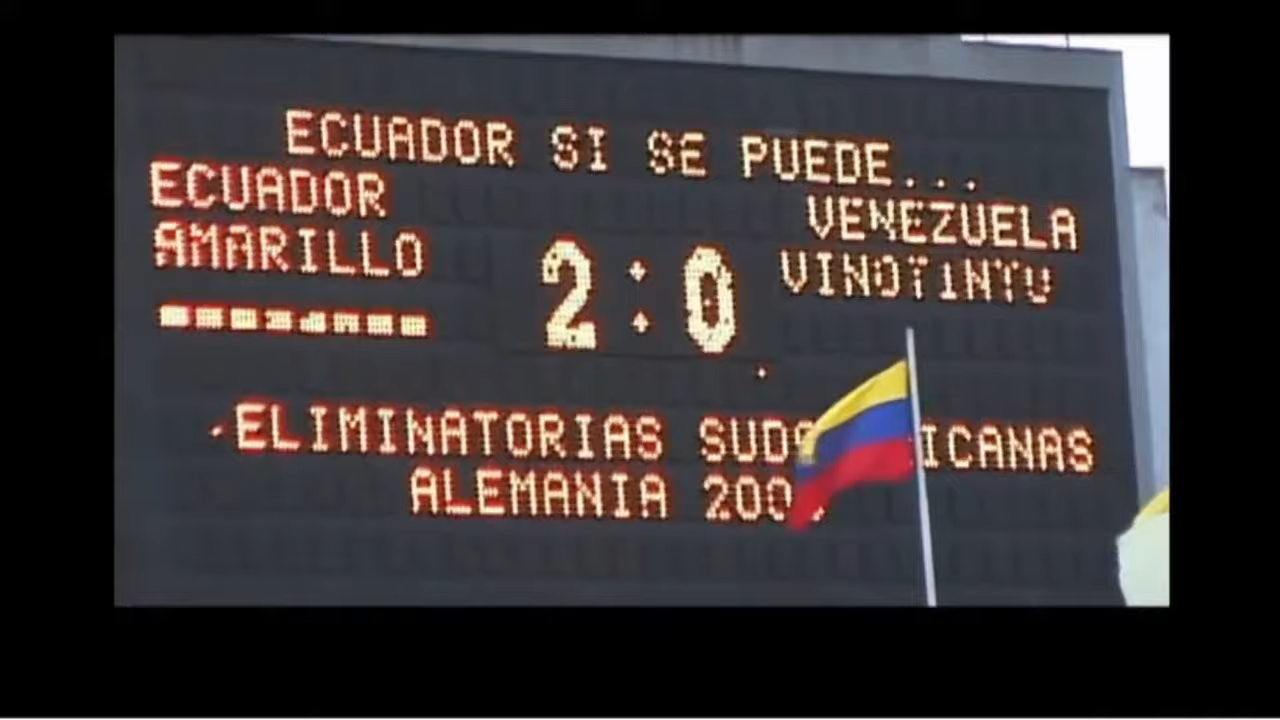 ECUADOR SI SE PUEDE...
ECUADOR
VENEZUELA
AMARILLO
VINOTINTO
2:0
ELIMINATORIAS
ALEMANIA